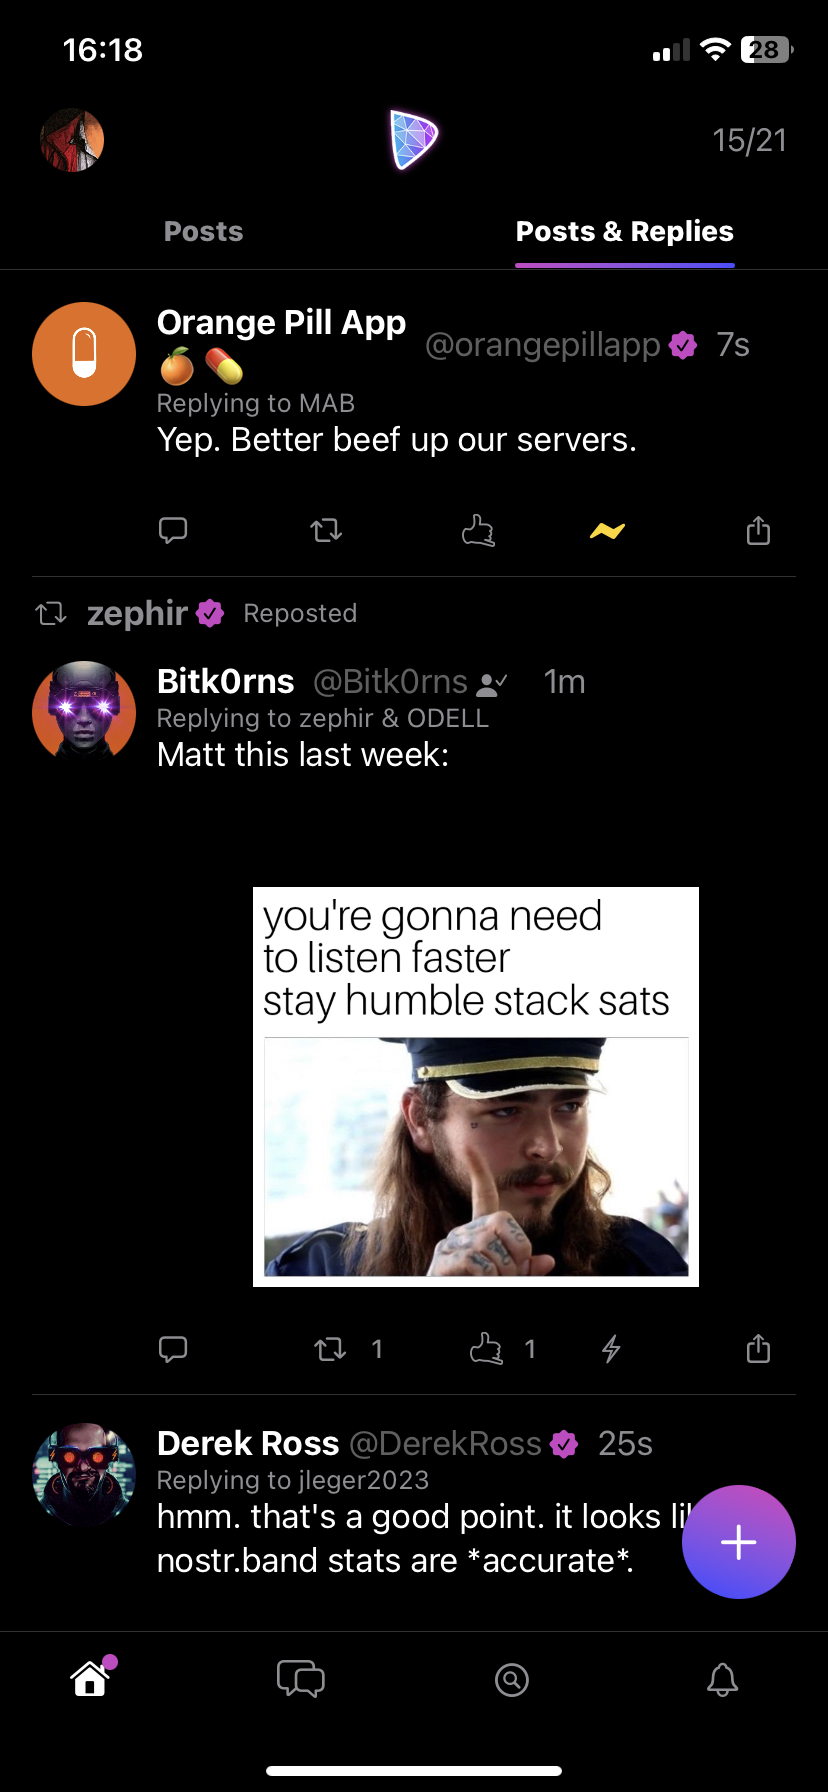 16:18
28
15/21
Posts
Posts & Replies
Orange Pill App
🍊💊
@orangepillapp
7s
Replying to MAB
Yep. Better beef up our servers.
zephir
Reposted
Bitk0rns @Bitk0rns 1m
Replying to zephir & ODELL
Matt this last week:
you're gonna need
to listen faster
stay humble stack sats
1
1
Derek Ross @DerekRoss 25s
Replying to jleger2023
hmm. that's a good point. it looks
nostr.band stats are *accurate*.